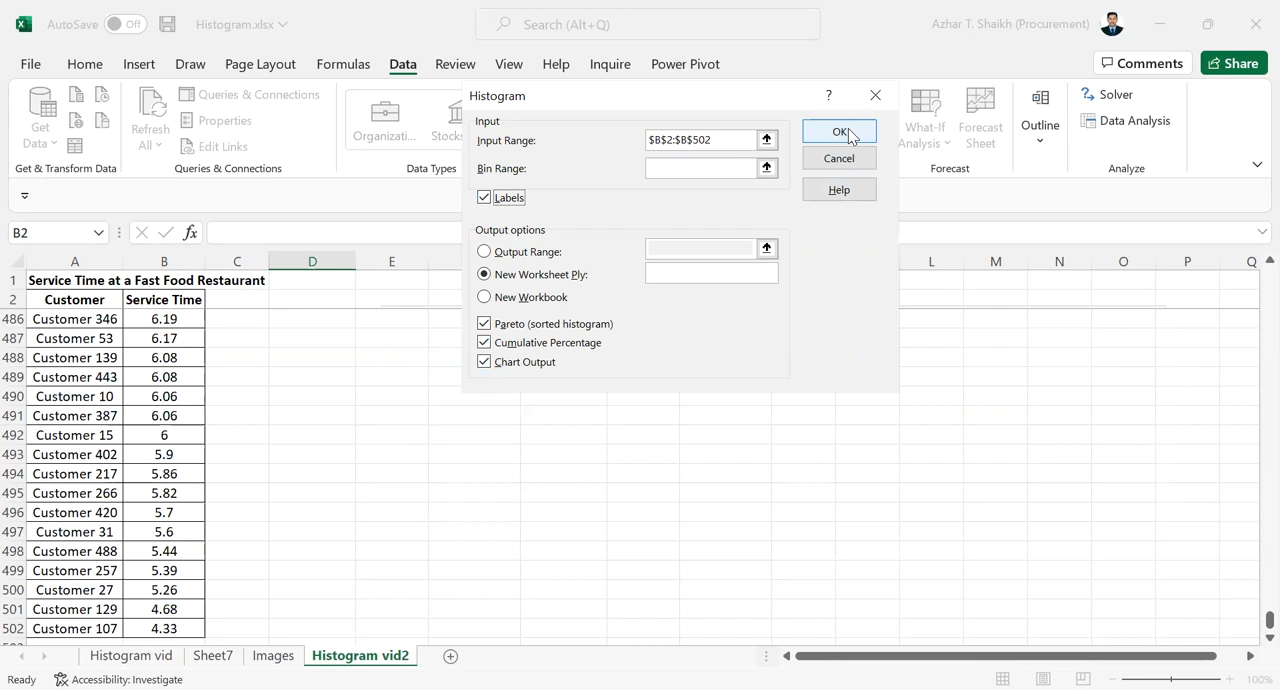 AutoSave Off Histogram.xlsx Search (Alt+Q) Azhar T. Shaikh (Procurement)
File Home Insert Draw Page Layout Formulas Data Review View Help Inquire Power Pivot Comments Share
Get Data Refresh All Queries & Connections Properties Edit Links Organizati... Stocks What-If Analysis Forecast Sheet Outline Solver Data Analysis
Get & Transform Data Queries & Connections Data Types Forecast Analyze
Histogram ?
Input
Input Range: $B$2:$B$502 OK
Bin Range: Cancel
Labels Help
Output options
Output Range:
New Worksheet Ply:
New Workbook
Pareto (sorted histogram)
Cumulative Percentage
Chart Output
B2 fx
A B C D E L M N O P Q
1 Service Time at a Fast Food Restaurant
2 Customer Service Time
486 Customer 346 6.19
487 Customer 53 6.17
488 Customer 139 6.08
489 Customer 443 6.08
490 Customer 10 6.06
491 Customer 387 6.06
492 Customer 15 6
493 Customer 402 5.9
494 Customer 217 5.86
495 Customer 266 5.82
496 Customer 420 5.7
497 Customer 31 5.6
498 Customer 488 5.44
499 Customer 257 5.39
500 Customer 27 5.26
501 Customer 129 4.68
502 Customer 107 4.33
Histogram vid Sheet7 Images Histogram vid2
Ready Accessibility: Investigate 100%